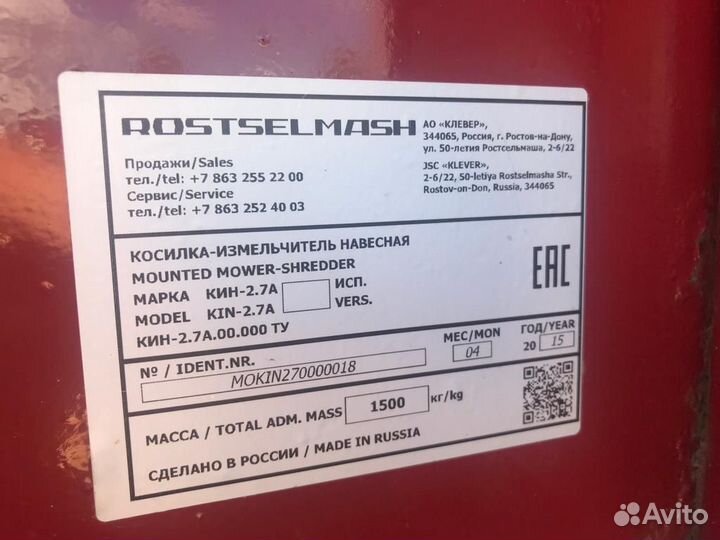 ROSTSELMASH
Продажи/Sales
тел./tel: +7 863 255 22 00
Сервис/Service
тел./tel: +7 863 252 40 03
АО «КЛЕВЕР»,
344065, Россия, г. Ростов-на-Дону,
ул. 50-летия Ростсельмаша, 2-6/22
JSC «KLEVER»,
2-6/22, 50-letiya Rostselmasha Str.,
Rostov-on-Don, Russia, 344065
КОСИЛКА-ИЗМЕЛЬЧИТЕЛЬ НАВЕСНАЯ
MOUNTED MOWER-SHREDDER
МАРКА КИН-2.7А ИСП.
MODEL KIN-2.7A VERS.
КИН-2.7А.00.000 ТУ
EAC
№ / IDENT.NR. МЕС/MON ГОД/YEAR
MOKIN270000018 04 20 15
МАССА / TOTAL ADM. MASS 1500 кг/kg
СДЕЛАНО В РОССИИ / MADE IN RUSSIA
Avito